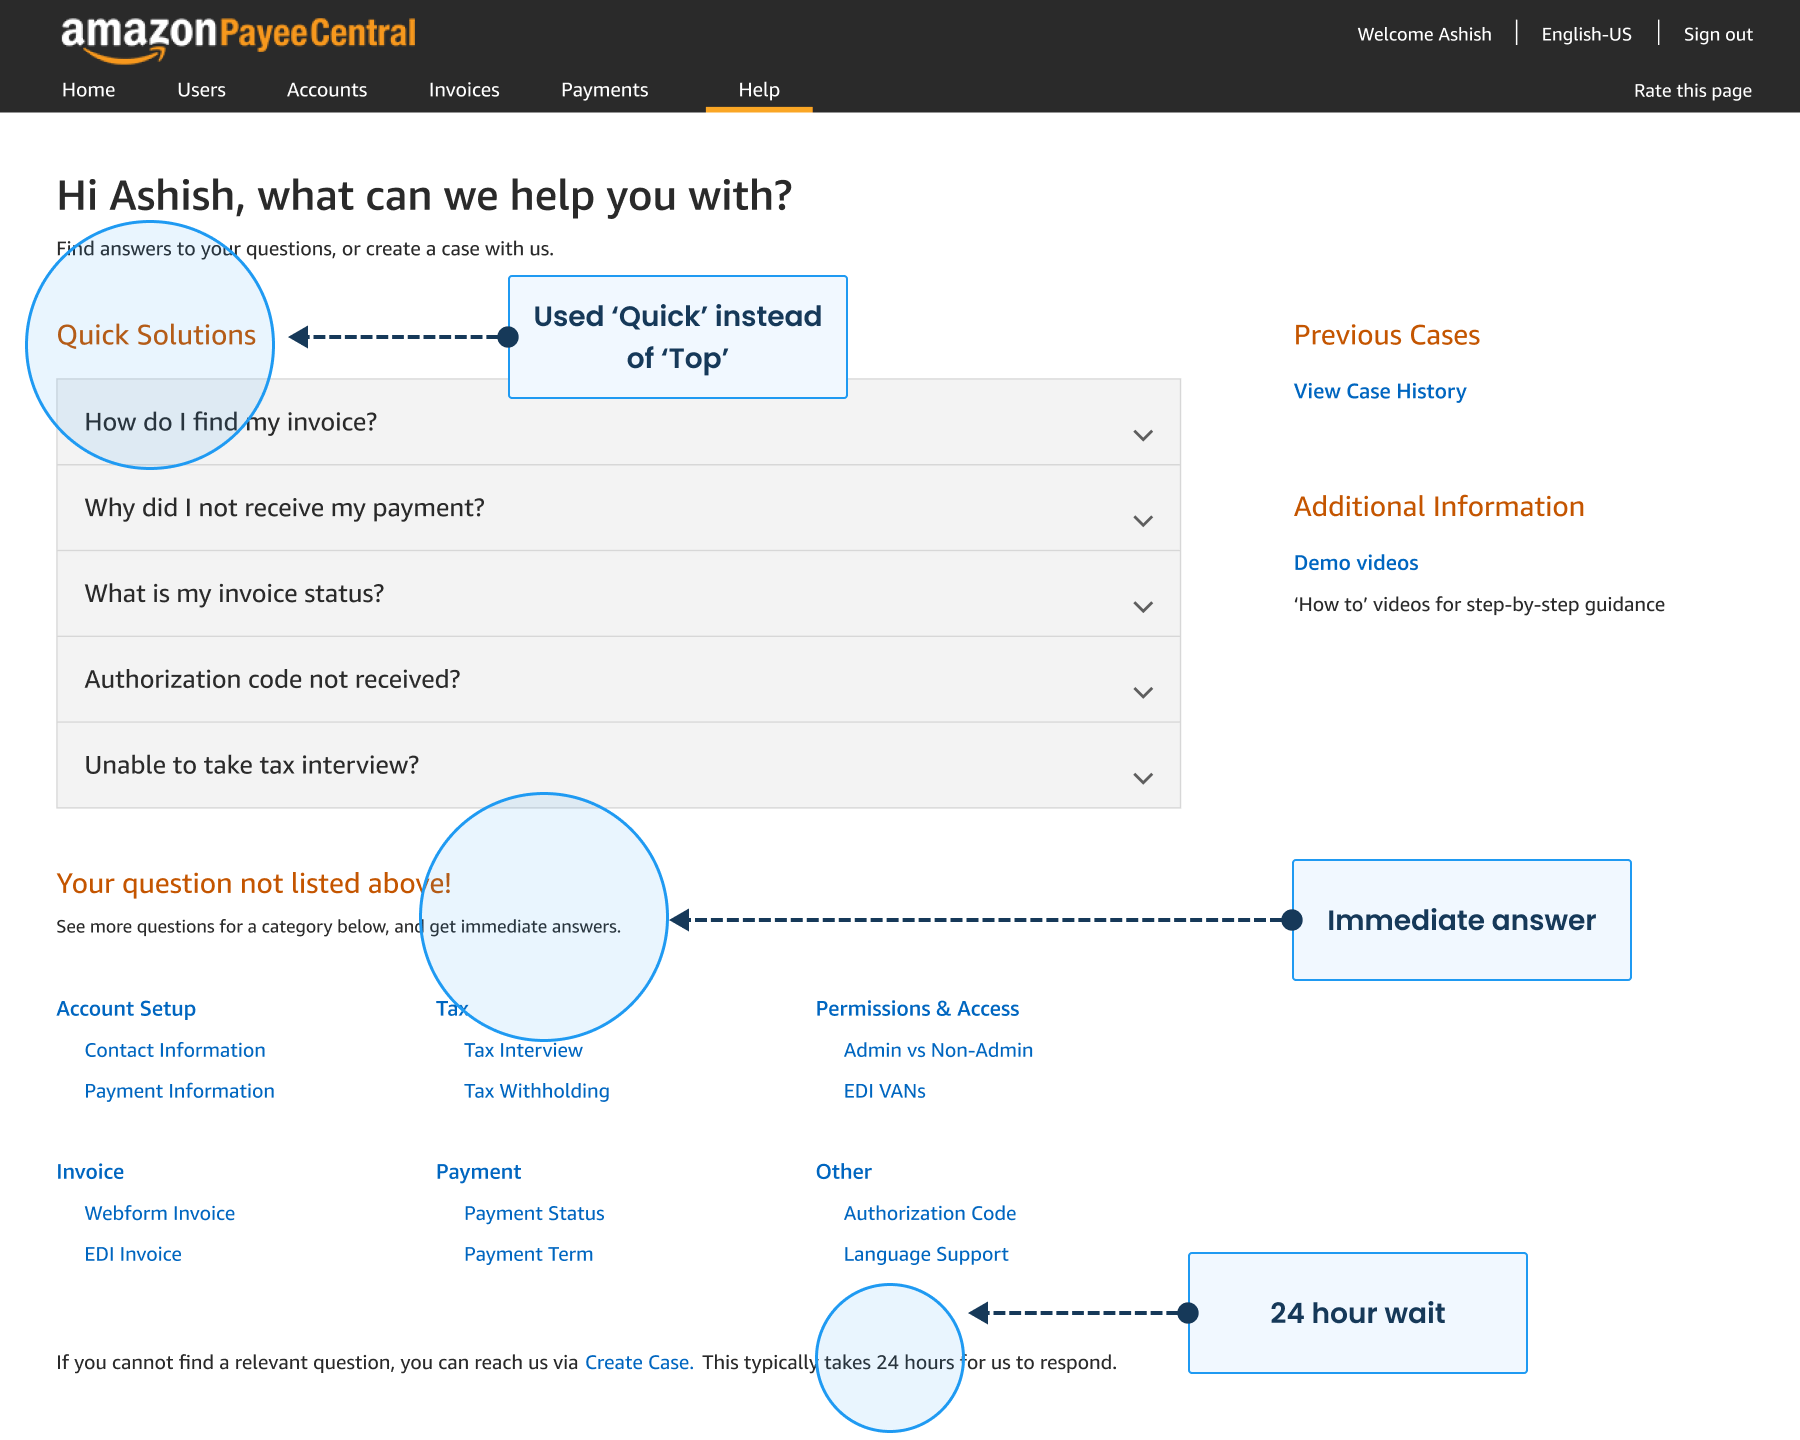 amazon PayeeCentral
Welcome Ashish
English-US
Sign out
Home
Users
Accounts
Invoices
Payments
Help
Rate this page
Hi Ashish, what can we help you with?
Find answers to your questions, or create a case with us.
Quick Solutions
Used ‘Quick’ instead
of ‘Top’
How do I find my invoice?
Why did I not receive my payment?
What is my invoice status?
Authorization code not received?
Unable to take tax interview?
Previous Cases
View Case History
Additional Information
Demo videos
‘How to’ videos for step-by-step guidance
Your question not listed above!
See more questions for a category below, and get immediate answers.
Immediate answer
Account Setup
Contact Information
Payment Information
Tax
Tax Interview
Tax Withholding
Permissions & Access
Admin vs Non-Admin
EDI VANs
Invoice
Webform Invoice
EDI Invoice
Payment
Payment Status
Payment Term
Other
Authorization Code
Language Support
24 hour wait
If you cannot find a relevant question, you can reach us via Create Case. This typically takes 24 hours for us to respond.